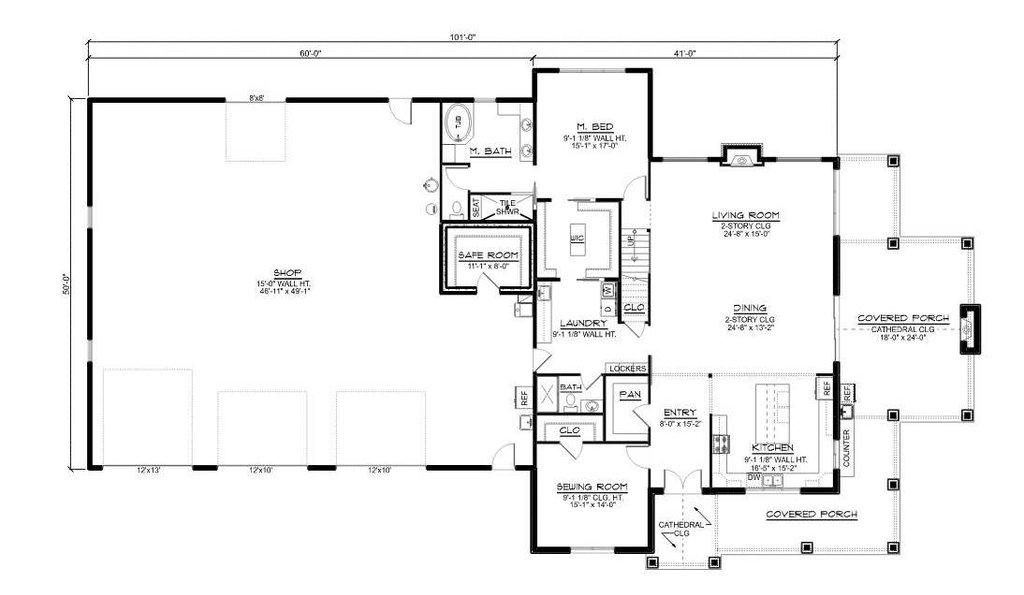 101'-0"
60'-0"
41'-0"
8'x8'
TUB
M. BATH
M. BED
9'-1 1/8" WALL HT.
15'-1" x 17'-0"
SEAT
TILE
SHWR
WIC
UP
LIVING ROOM
2-STORY CLG
24'-8" x 15'-0"
50'-0"
SHOP
15'-0" WALL HT.
46'-11" x 49'-1"
SAFE ROOM
11'-1" x 8'-0"
W
D
CLO
LAUNDRY
9'-1 1/8" WALL HT.
DINING
2-STORY CLG
24'-8" x 13'-2"
COVERED PORCH
CATHEDRAL CLG
18'-0" x 24'-0"
LOCKERS
REF
BATH
PAN
ENTRY
8'-0" x 15'-2"
REF
REF
CLO
COUNTER
KITCHEN
9'-1 1/8" WALL HT.
16'-5" x 15'-2"
DW
12'x13'
12'x10'
12'x10'
SEWING ROOM
9'-1 1/8" CLG. HT.
15'-1" x 14'-0"
CATHEDRAL
CLG
COVERED PORCH